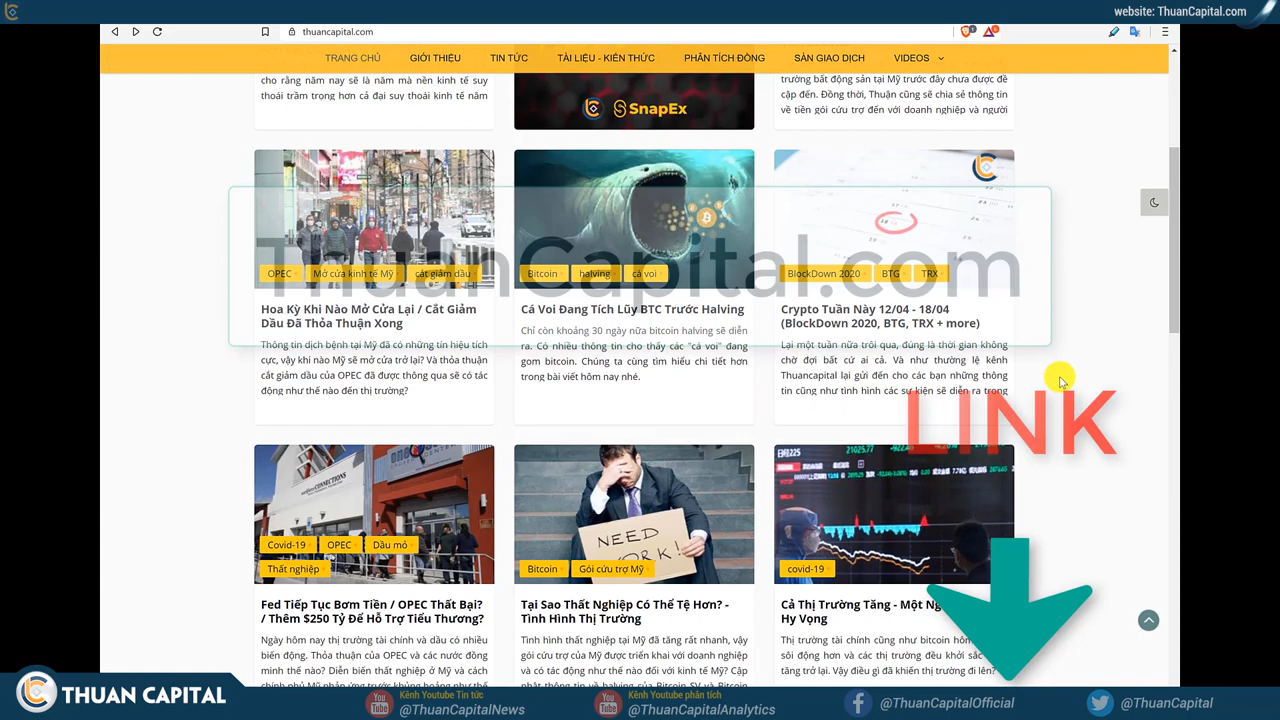 website: ThuanCapital.com
thuancapital.com
TRANG CHỦ
GIỚI THIỆU
TIN TỨC
TÀI LIỆU - KIẾN THỨC
PHÂN TÍCH ĐỒNG
SÀN GIAO DỊCH
VIDEOS
cho rằng năm nay sẽ là năm mà nền kinh tế suy
thoái trầm trọng hơn cả đại suy thoái kinh tế năm
SnapEx
trường bất động sản tại Mỹ trước đây chưa được đề
cập đến. Đồng thời, Thuận cũng sẽ chia sẻ thông tin
về tiền gói cứu trợ đến với doanh nghiệp và người
ThuanCapital.com
OPEC
Mở cửa kinh tế Mỹ
cắt giảm dầu
Hoa Kỳ Khi Nào Mở Cửa Lại / Cắt Giảm
Dầu Đã Thỏa Thuận Xong
Thông tin dịch bệnh tại Mỹ đã có những tín hiệu tích
cực, vậy khi nào Mỹ sẽ mở cửa trở lại? Và thỏa thuận
cắt giảm dầu của OPEC đã được thông qua sẽ có tác
động như thế nào đến thị trường?
Bitcoin
halving
cá voi
Cá Voi Đang Tích Lũy BTC Trước Halving
Chỉ còn khoảng 30 ngày nữa bitcoin halving sẽ diễn
ra. Có nhiều thông tin cho thấy các "cá voi" đang
gom bitcoin. Chúng ta cùng tìm hiểu chi tiết hơn
trong bài viết hôm nay nhé.
BlockDown 2020
BTG
TRX
Crypto Tuần Này 12/04 - 18/04
(BlockDown 2020, BTG, TRX + more)
Lại một tuần nữa trôi qua, đúng là thời gian không
chờ đợi bất cứ ai cả. Và như thường lệ kênh
Thuancapital lại gửi đến cho các bạn những thông
tin cũng như tình hình các sự kiện sẽ diễn ra trong
LINK
Covid-19
OPEC
Dầu mỏ
Thất nghiệp
Fed Tiếp Tục Bơm Tiền / OPEC Thất Bại?
/ Thêm $250 Tỷ Để Hỗ Trợ Tiểu Thương?
Ngày hôm nay thị trường tài chính và dầu có nhiều
biến động. Thỏa thuận của OPEC và các nước đồng
minh thế nào? Diễn biến thất nghiệp ở Mỹ và cách
NEED
WORK!
Bitcoin
Gói cứu trợ Mỹ
Tại Sao Thất Nghiệp Có Thể Tệ Hơn? -
Tình Hình Thị Trường
Tình hình thất nghiệp tại Mỹ đã tăng rất nhanh, vậy
gói cứu trợ của Mỹ được triển khai với doanh nghiệp
và có tác động như thế nào đối với kinh tế Mỹ? Cập
covid-19
Cả Thị Trường Tăng - Một
Hy Vọng
Thị trường tài chính cũng như bitcoin
sôi động hơn và các thị trường đều khởi sắc
tăng trở lại. Vậy điều gì đã khiến thị trường đi lên?
THUAN CAPITAL
Kênh Youtube Tin tức
@ThuanCapitalNews
Kênh Youtube phân tích
@ThuanCapitalAnalytics
@ThuanCapitalOfficial
@ThuanCapital